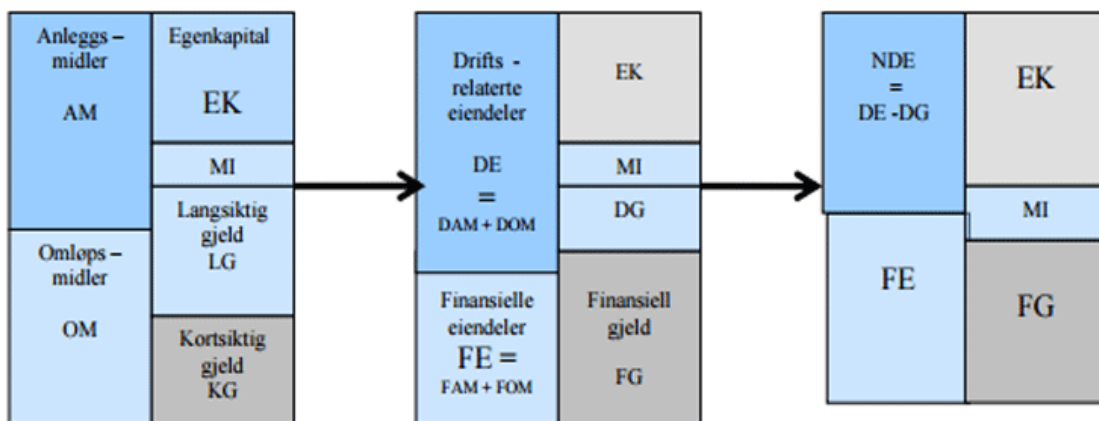 Anleggs –
midler
AM
Omløps –
midler
OM
Egenkapital
EK
MI
Langsiktig
gjeld
LG
Kortsiktig
gjeld
KG
Drifts -
relaterte
eiendeler
DE
=
DAM + DOM
Finansielle
eiendeler
FE =
FAM + FOM
EK
MI
DG
Finansiell
gjeld
FG
NDE
=
DE -DG
FE
EK
MI
FG